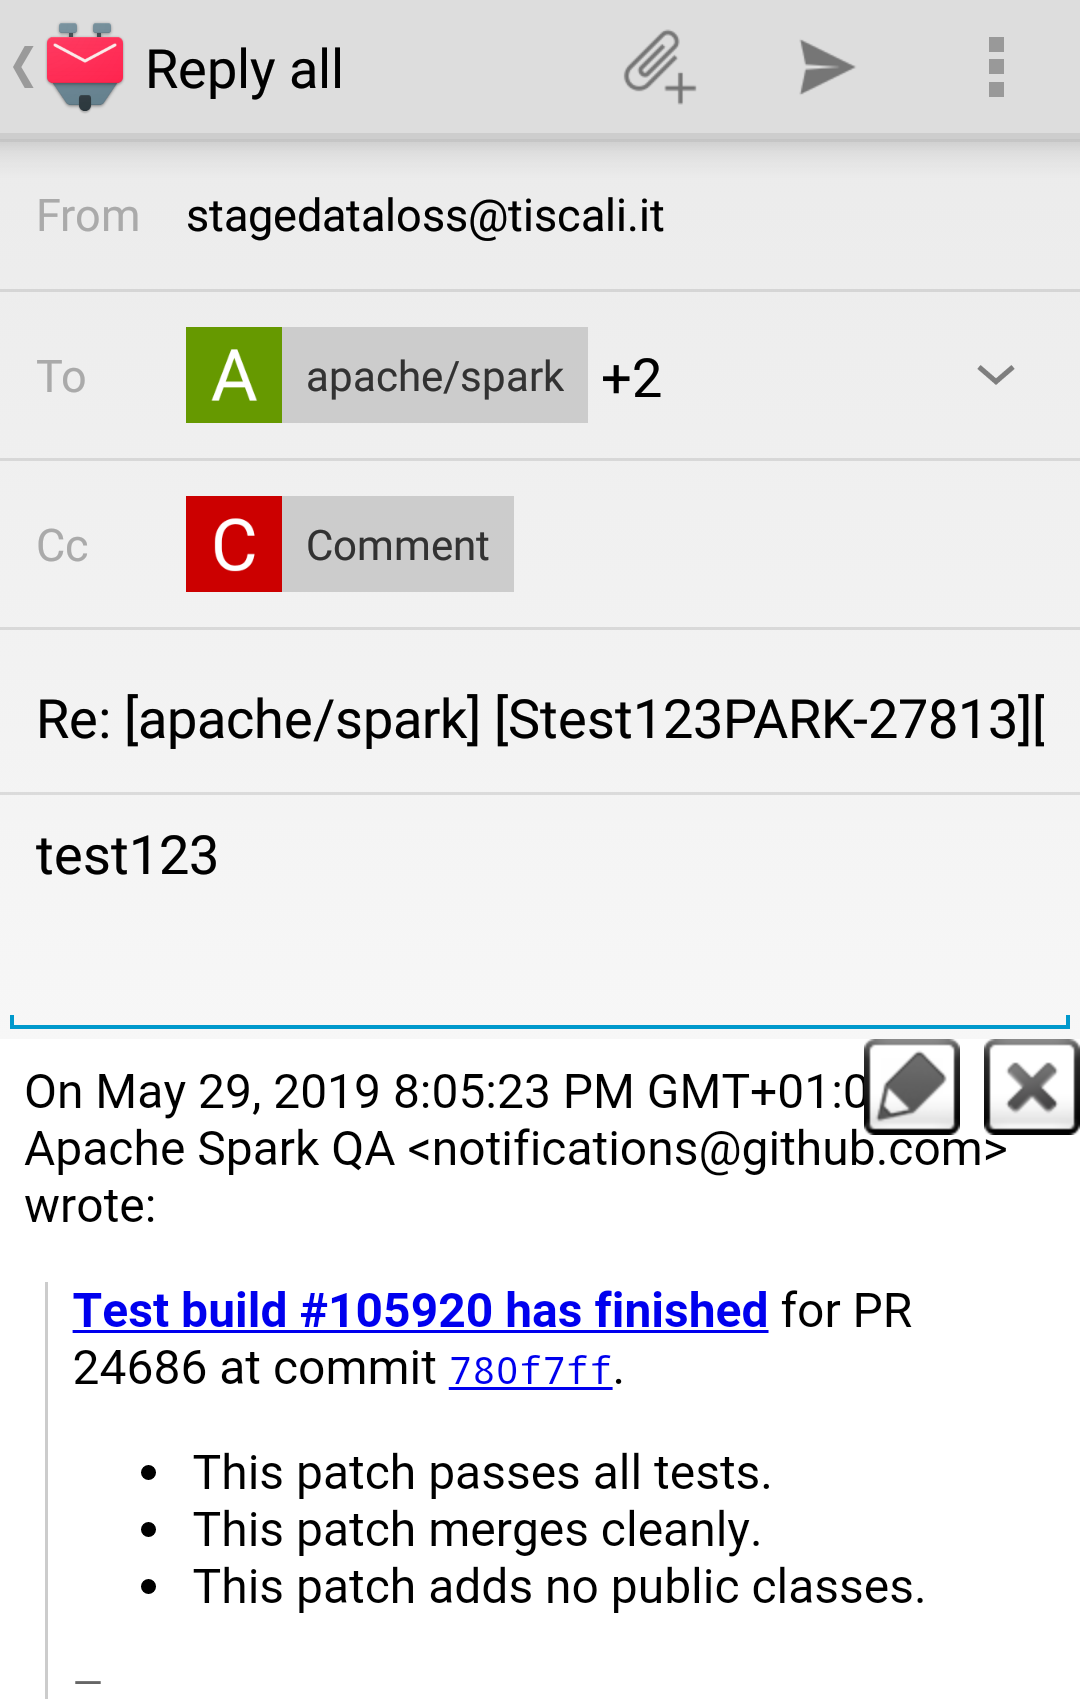 Reply all
From stagedataloss@tiscali.it
To A apache/spark +2
Cc C Comment
Re: [apache/spark] [Stest123PARK-27813][
test123
On May 29, 2019 8:05:23 PM GMT+01:0
Apache Spark QA <notifications@github.com>
wrote:
Test build #105920 has finished for PR
24686 at commit 780f7ff.
• This patch passes all tests.
• This patch merges cleanly.
• This patch adds no public classes.
—